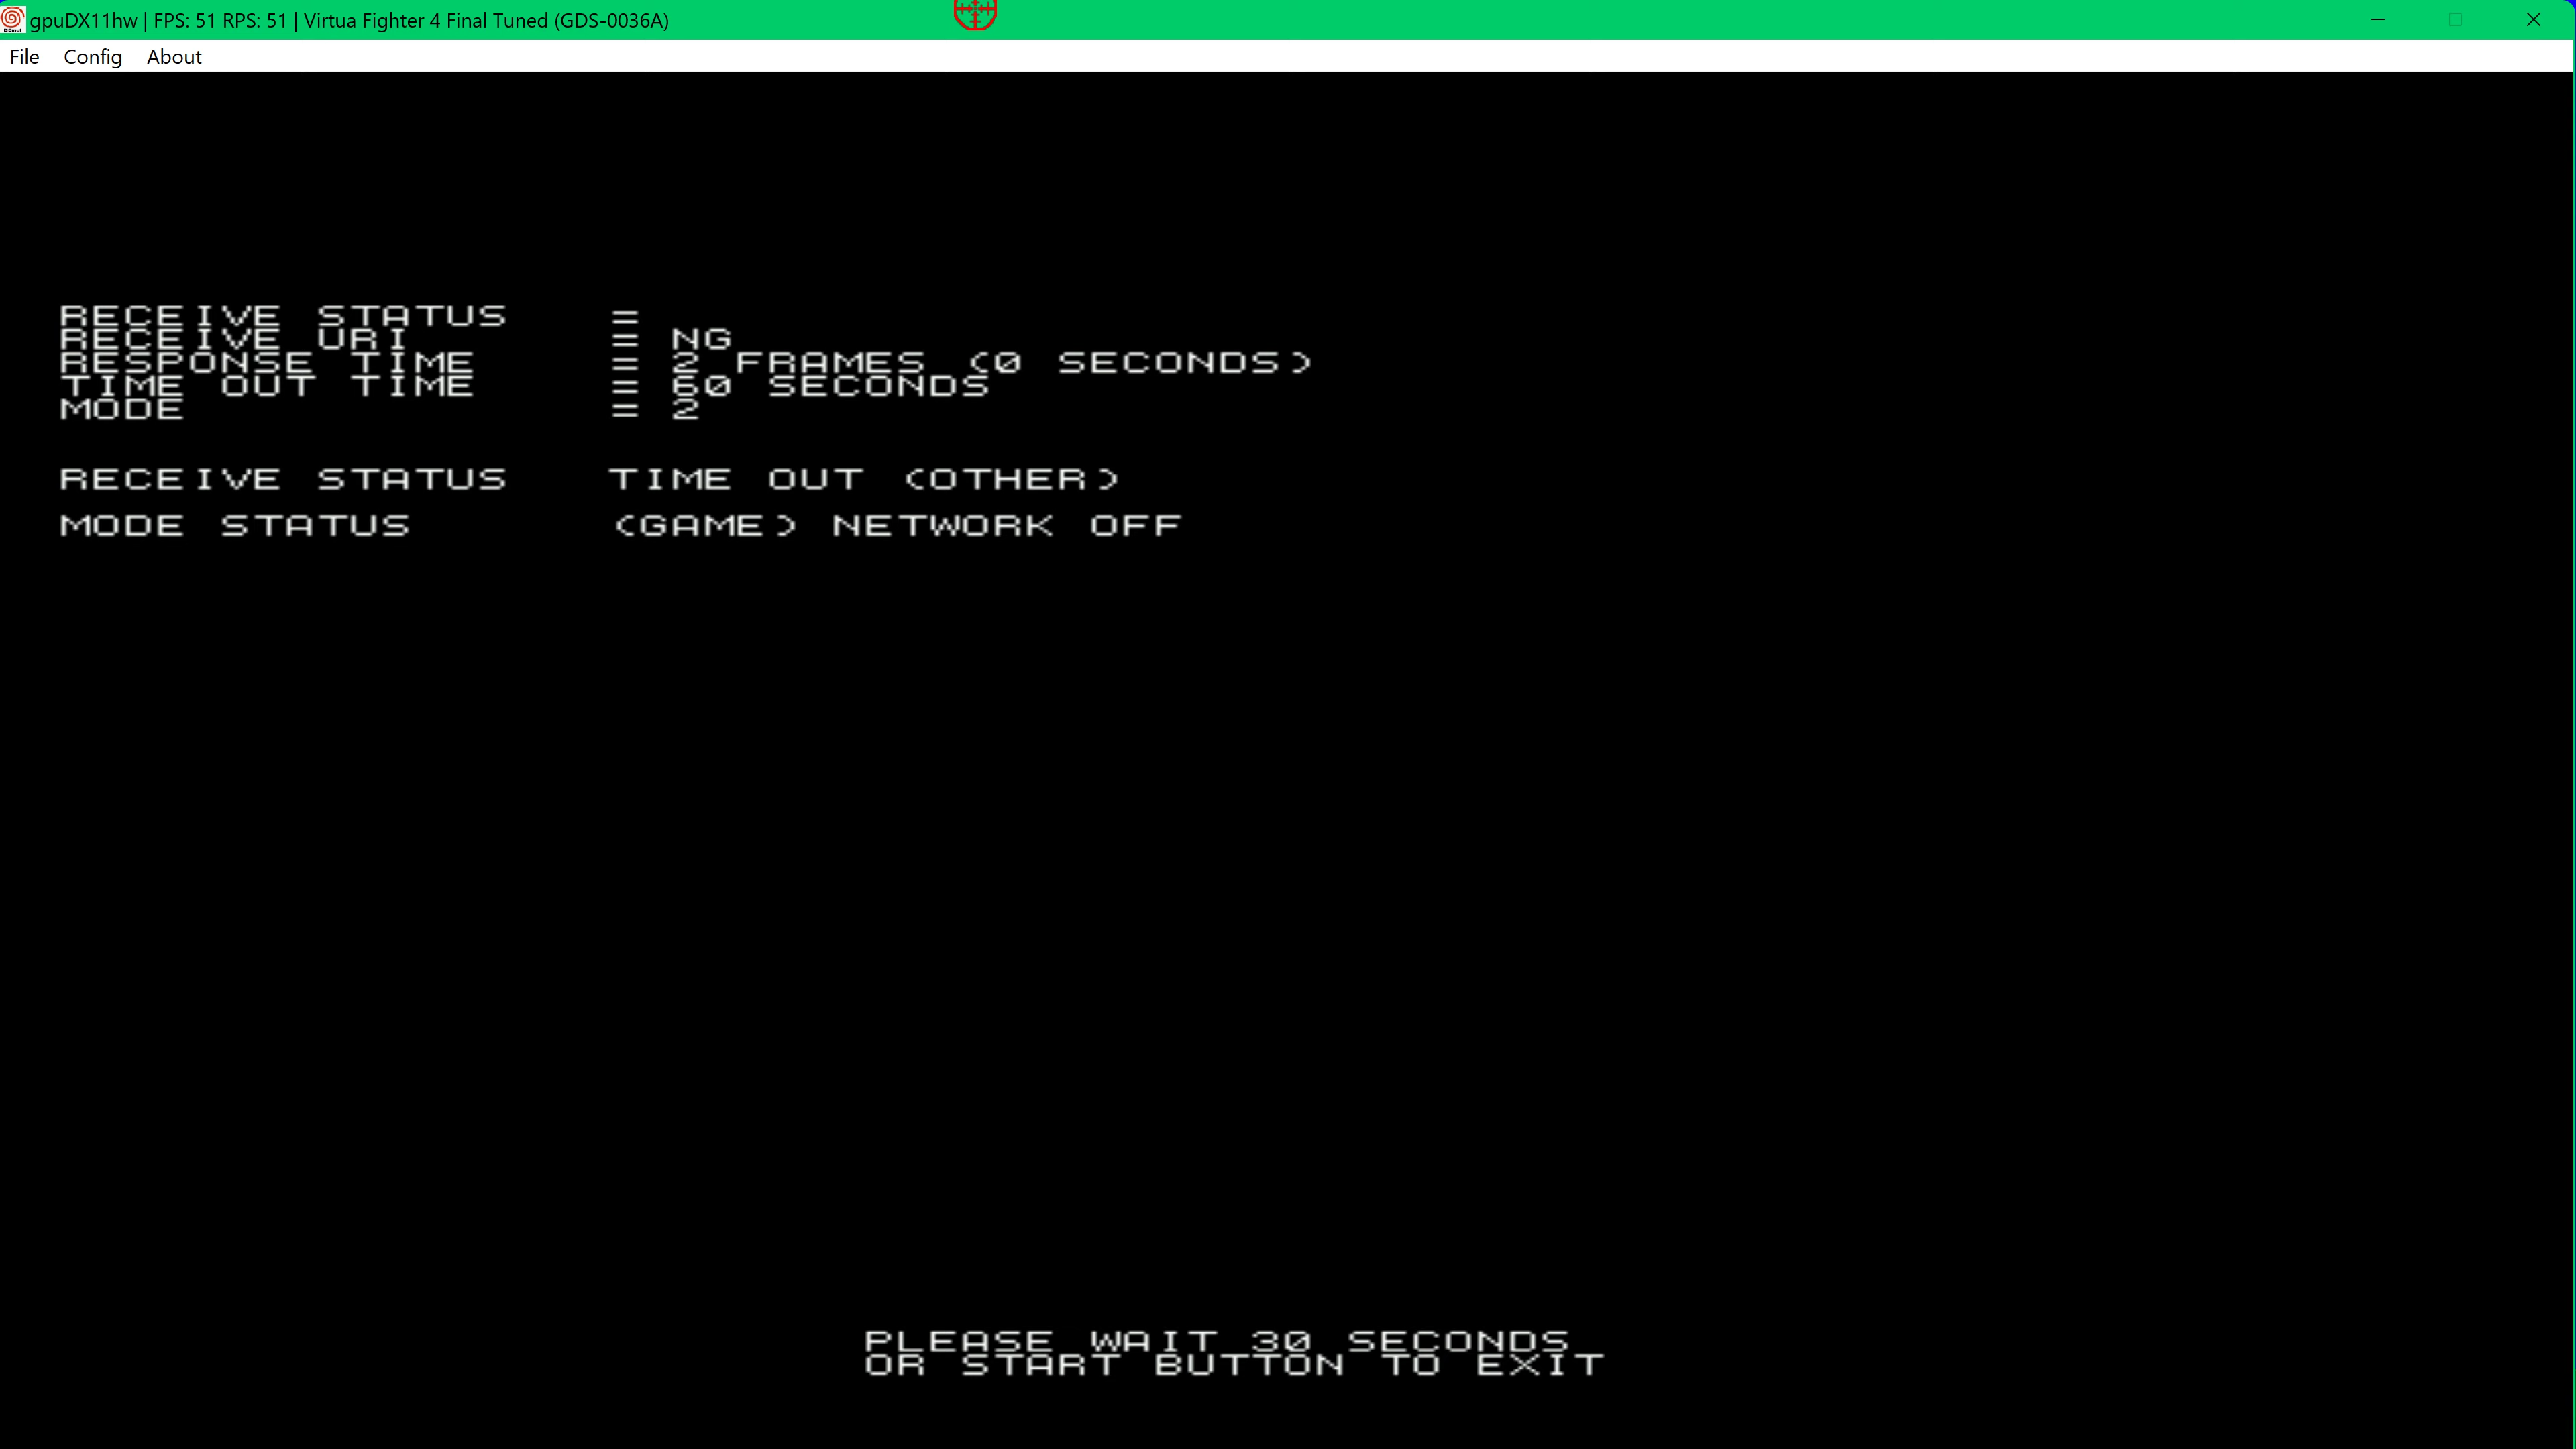 gpuDX11hw | FPS: 51 RPS: 51 | Virtua Fighter 4 Final Tuned (GDS-0036A)
File Config About
RECEIVE STATUS =
RECEIVE URI = NG
RESPONSE TIME = 2 FRAMES (0 SECONDS)
TIME OUT TIME = 60 SECONDS
MODE = 2
RECEIVE STATUS TIME OUT (OTHER)
MODE STATUS (GAME) NETWORK OFF
PLEASE WAIT 30 SECONDS
OR START BUTTON TO EXIT